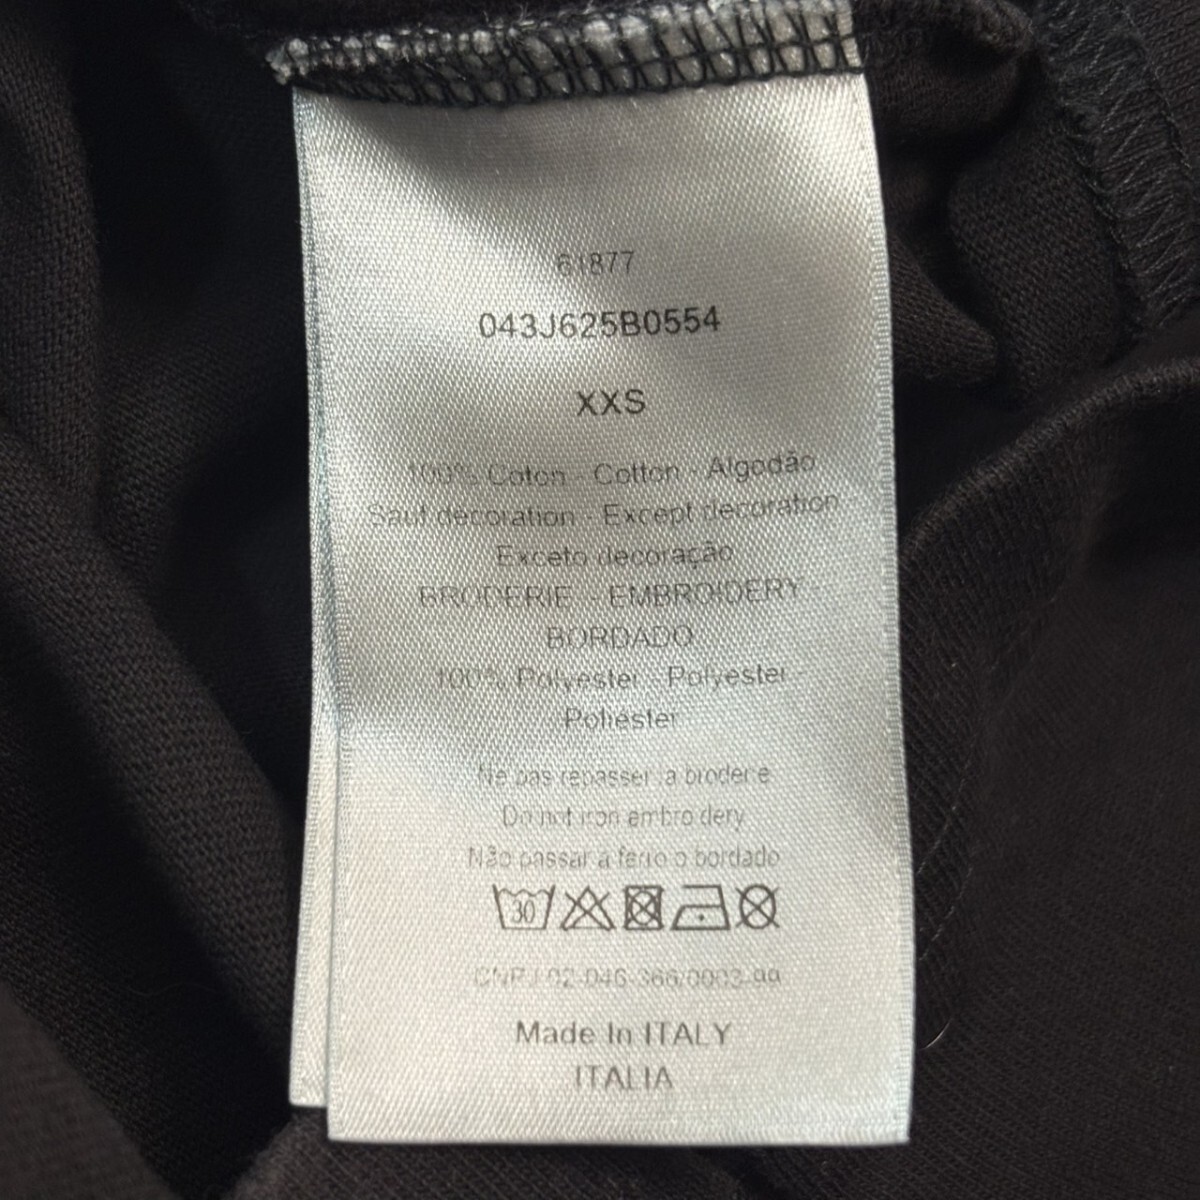 61877
043J625B0554
XXS
100% Coton - Cotton - Algodão
Sauf decoration - Except decoration
Exceto decoração
BRODERIE - EMBROIDERY -
BORDADO
100% Polyester - Polyester -
Poliester
Ne pas repasser la broderie
Do not iron embroidery
Não passar a ferro o bordado
30
CNPJ 02-046-366/0003-99
Made In ITALY
ITALIA